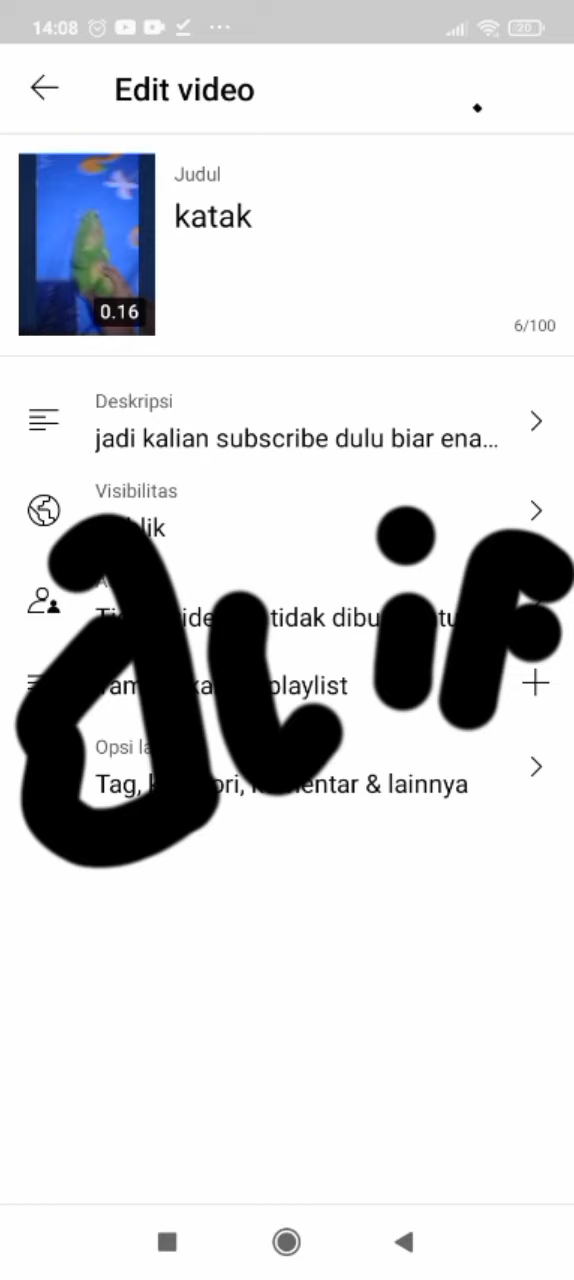 14:08
20
Edit video
Judul
katak
0.16
6/100
Deskripsi
jadi kalian subscribe dulu biar ena...
Visibilitas
alif
playlist
Opsi
Tag, & lainnya